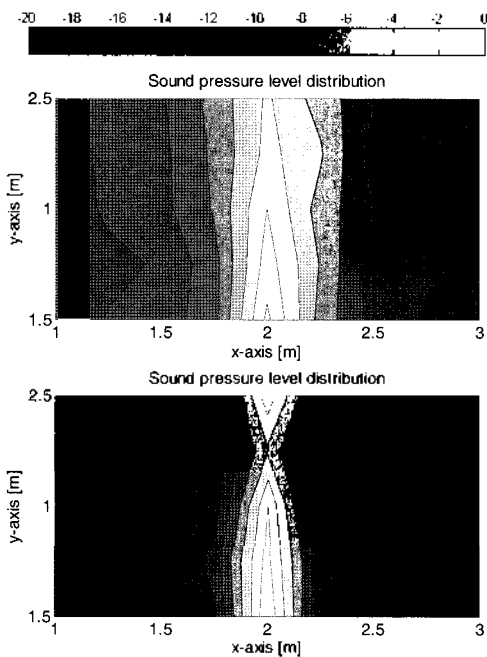 -20 -18 -16 -14 -12 -10 -8 -6 -4 -2 0
Sound pressure level distribution
2.5
1
1.5
y-axis [m]
1 1.5 2 2.5 3
x-axis [m]
Sound pressure level distribution
2.5
1
1.5
y-axis [m]
1 1.5 2 2.5 3
x-axis [m]